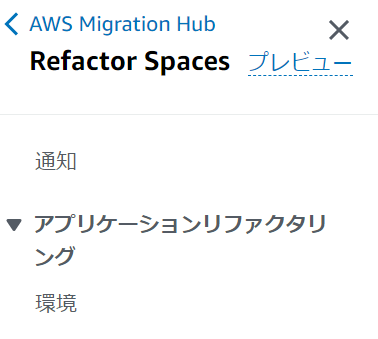 AWS Migration Hub
Refactor Spaces プレビュー
通知
アプリケーションリファクタリ
ング
環境